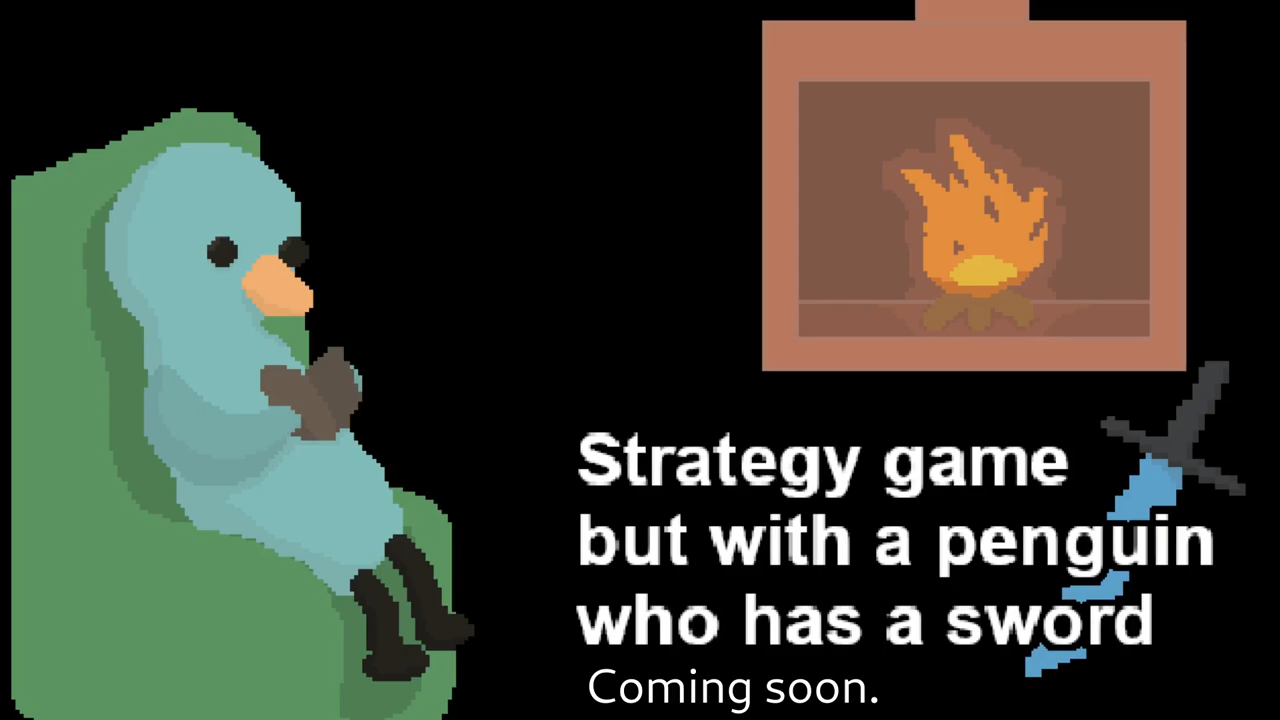 Strategy game
but with a penguin
who has a sword
Coming soon.